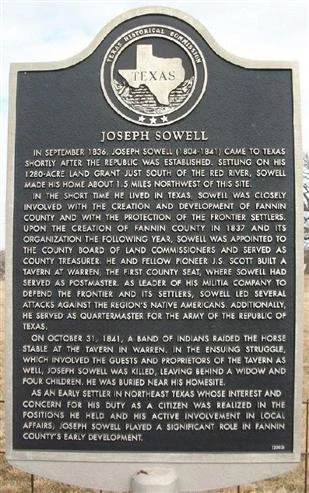 TEXAS HISTORICAL COMMISSION
TEXAS
JOSEPH SOWELL
IN SEPTEMBER 1836, JOSEPH SOWELL (1804-1841) CAME TO TEXAS
SHORTLY AFTER THE REPUBLIC WAS ESTABLISHED. SETTLING ON HIS
1280-ACRE LAND GRANT JUST SOUTH OF THE RED RIVER, SOWELL
MADE HIS HOME ABOUT 1.5 MILES NORTHWEST OF THIS SITE.
IN THE SHORT TIME HE LIVED IN TEXAS, SOWELL WAS CLOSELY
INVOLVED WITH THE CREATION AND DEVELOPMENT OF FANNIN
COUNTY AND WITH THE PROTECTION OF THE FRONTIER SETTLERS.
UPON THE CREATION OF FANNIN COUNTY IN 1837 AND ITS
ORGANIZATION THE FOLLOWING YEAR, SOWELL WAS APPOINTED TO
THE COUNTY BOARD OF LAND COMMISSIONERS AND SERVED AS
COUNTY TREASURER. HE AND FELLOW PIONEER J.S. SCOTT BUILT A
TAVERN AT WARREN, THE FIRST COUNTY SEAT, WHERE SOWELL HAD
SERVED AS POSTMASTER. AS LEADER OF HIS MILITIA COMPANY TO
DEFEND THE FRONTIER AND ITS SETTLERS, SOWELL LED SEVERAL
ATTACKS AGAINST THE REGION'S NATIVE AMERICANS. ADDITIONALLY,
HE SERVED AS QUARTERMASTER FOR THE ARMY OF THE REPUBLIC OF
TEXAS.
ON OCTOBER 31, 1841, A BAND OF INDIANS RAIDED THE HORSE
STABLE AT THE TAVERN IN WARREN. IN THE ENSUING STRUGGLE,
WHICH INVOLVED THE GUESTS AND PROPRIETORS OF THE TAVERN AS
WELL, JOSEPH SOWELL WAS KILLED, LEAVING BEHIND A WIDOW AND
FOUR CHILDREN. HE WAS BURIED NEAR HIS HOMESITE.
AS AN EARLY SETTLER IN NORTHEAST TEXAS WHOSE INTEREST AND
CONCERN FOR HIS DUTY AS A CITIZEN WAS REALIZED IN THE
POSITIONS HE HELD AND HIS ACTIVE INVOLVEMENT IN LOCAL
AFFAIRS, JOSEPH SOWELL PLAYED A SIGNIFICANT ROLE IN FANNIN
COUNTY'S EARLY DEVELOPMENT.